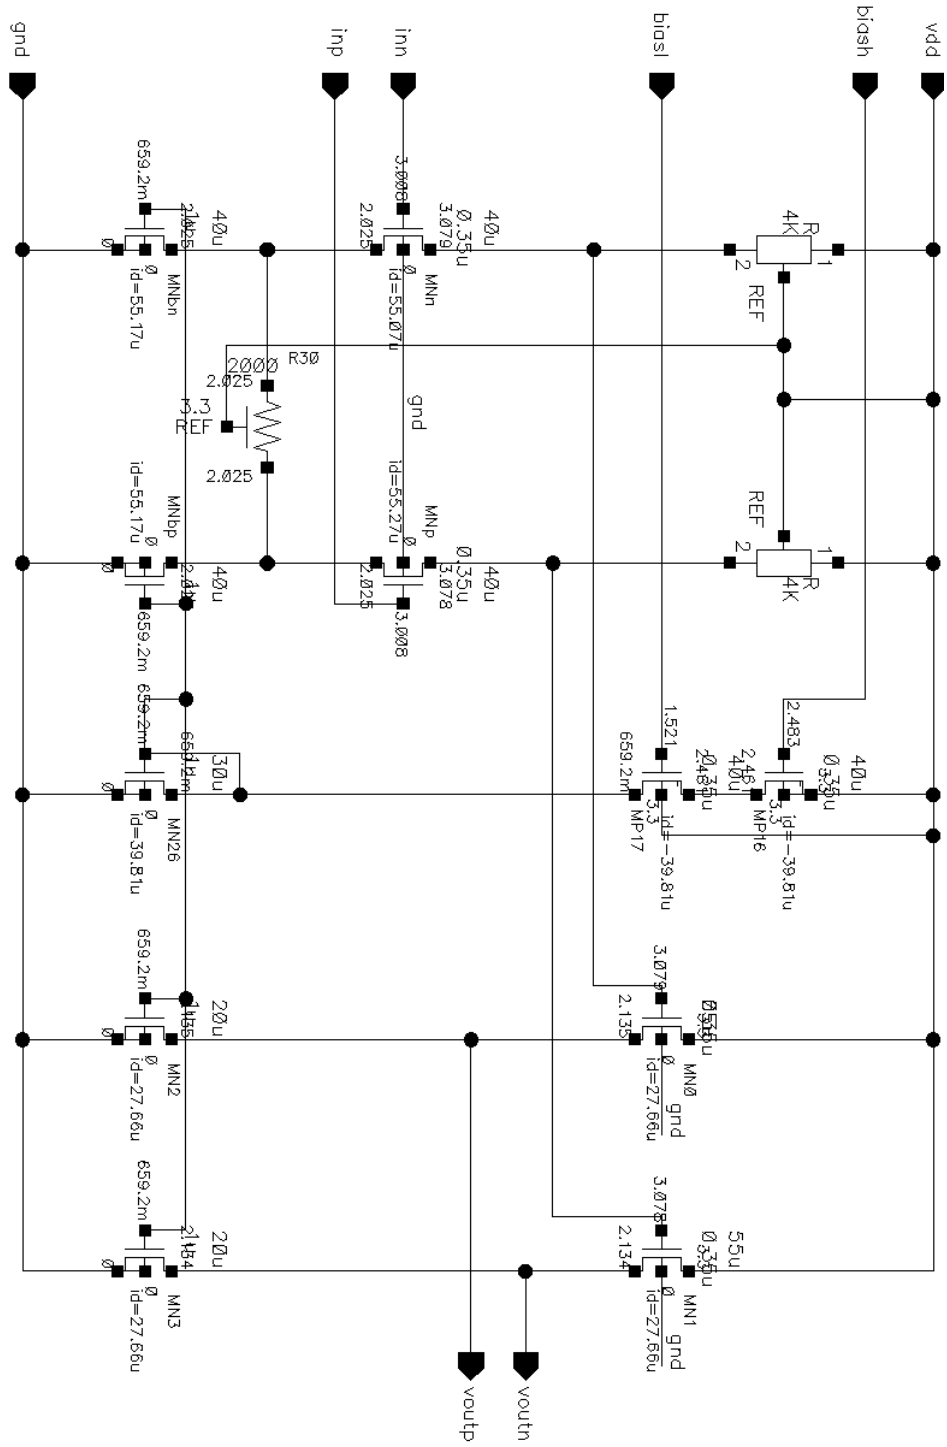 gnd
inp
inn
biasl
biash
vdd
659.2m
40u
0
0
id=55.17u
MNbn
3.008
2.025
3.079
0.35u
40u
0
id=55.07u
MNn
4K
R
2
1
REF
2000
R30
2.025
3.3
REF
2.025
gnd
id=55.17u
0
MNbp
0
40u
659.2m
id=55.27u
0
MNp
2.025
3.078
0.35u
40u
3.008
REF
2
1
4K
R
659.2m
30u
0
id=39.81u
MN26
1.521
659.2m
40u
3.3
MP17
id=-39.81u
2.483
40u
3.3
MP16
id=-39.81u
659.2m
20u
0
0
id=27.66u
MN2
3.079
2.135
0
id=27.66u
MN0
gnd
659.2m
20u
0
0
id=27.66u
MN3
3.078
2.134
55u
0
id=27.66u
MN1
gnd
voutp
voutn